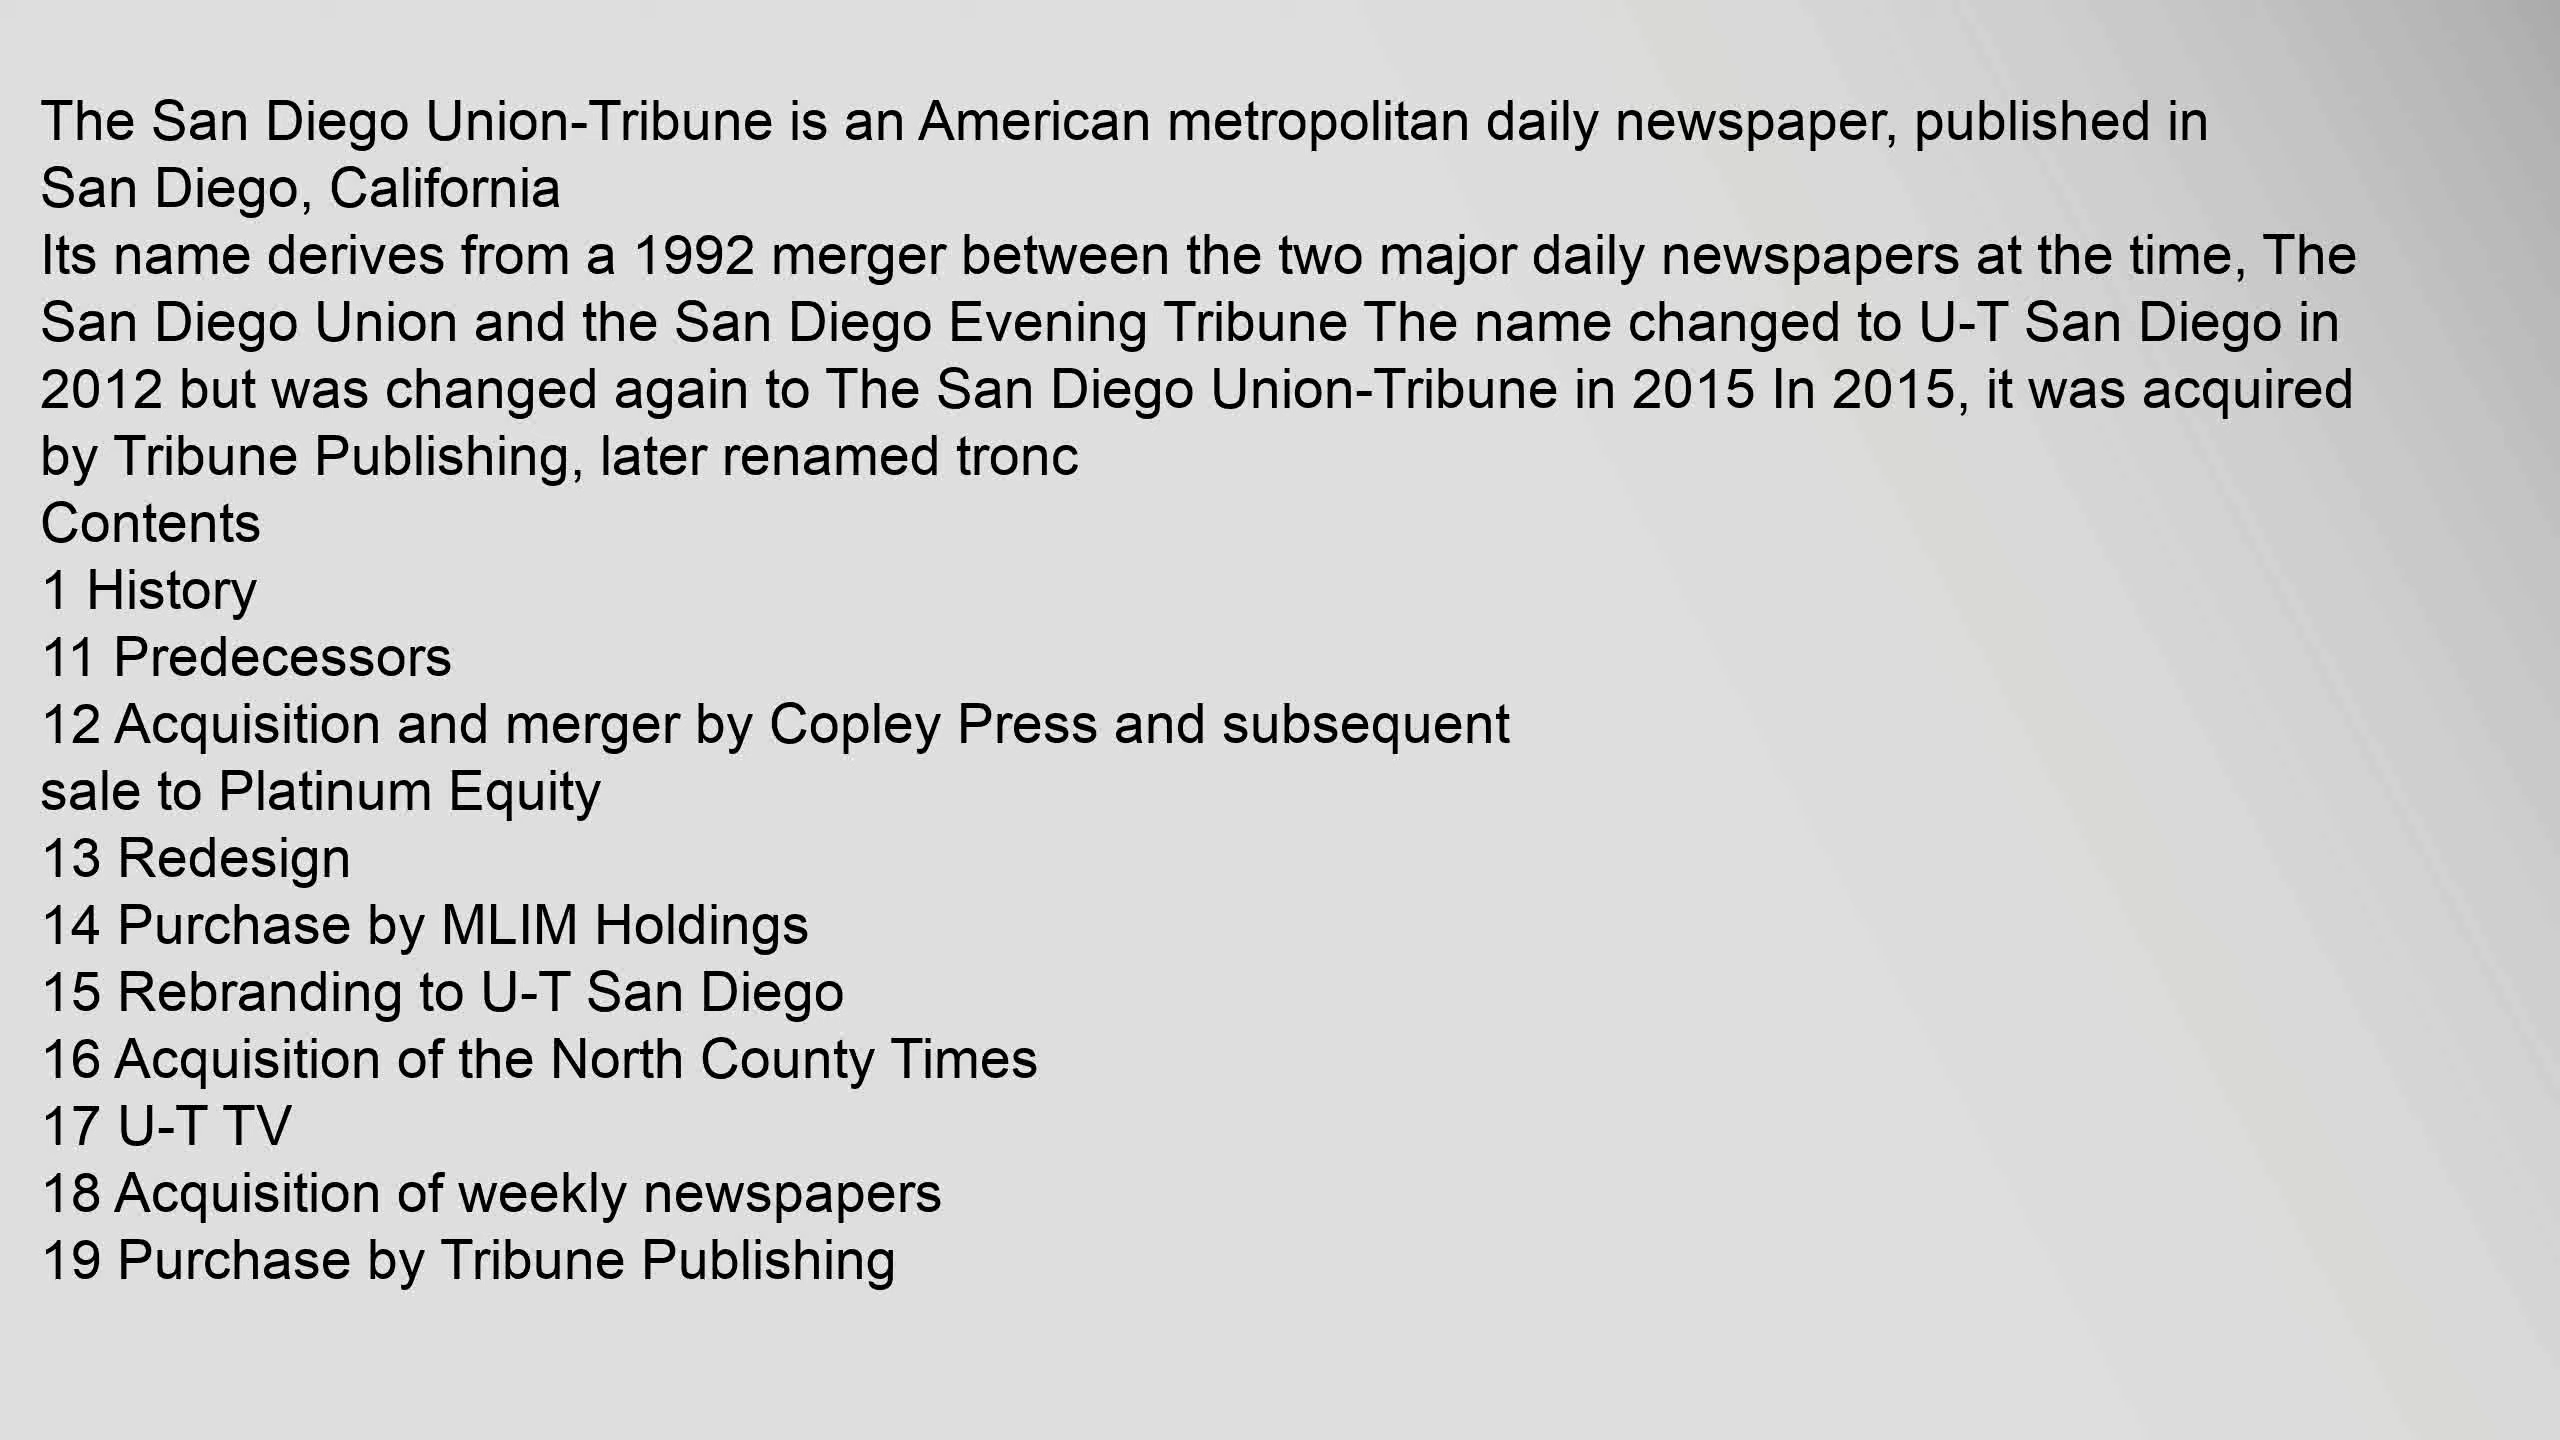 The San Diego Union-Tribune is an American metropolitan daily newspaper, published in
San Diego, California
Its name derives from a 1992 merger between the two major daily newspapers at the time, The
San Diego Union and the San Diego Evening Tribune The name changed to U-T San Diego in
2012 but was changed again to The San Diego Union-Tribune in 2015 In 2015, it was acquired
by Tribune Publishing, later renamed tronc
Contents
1 History
11 Predecessors
12 Acquisition and merger by Copley Press and subsequent
sale to Platinum Equity
13 Redesign
14 Purchase by MLIM Holdings
15 Rebranding to U-T San Diego
16 Acquisition of the North County Times
17 U-T TV
18 Acquisition of weekly newspapers
19 Purchase by Tribune Publishing